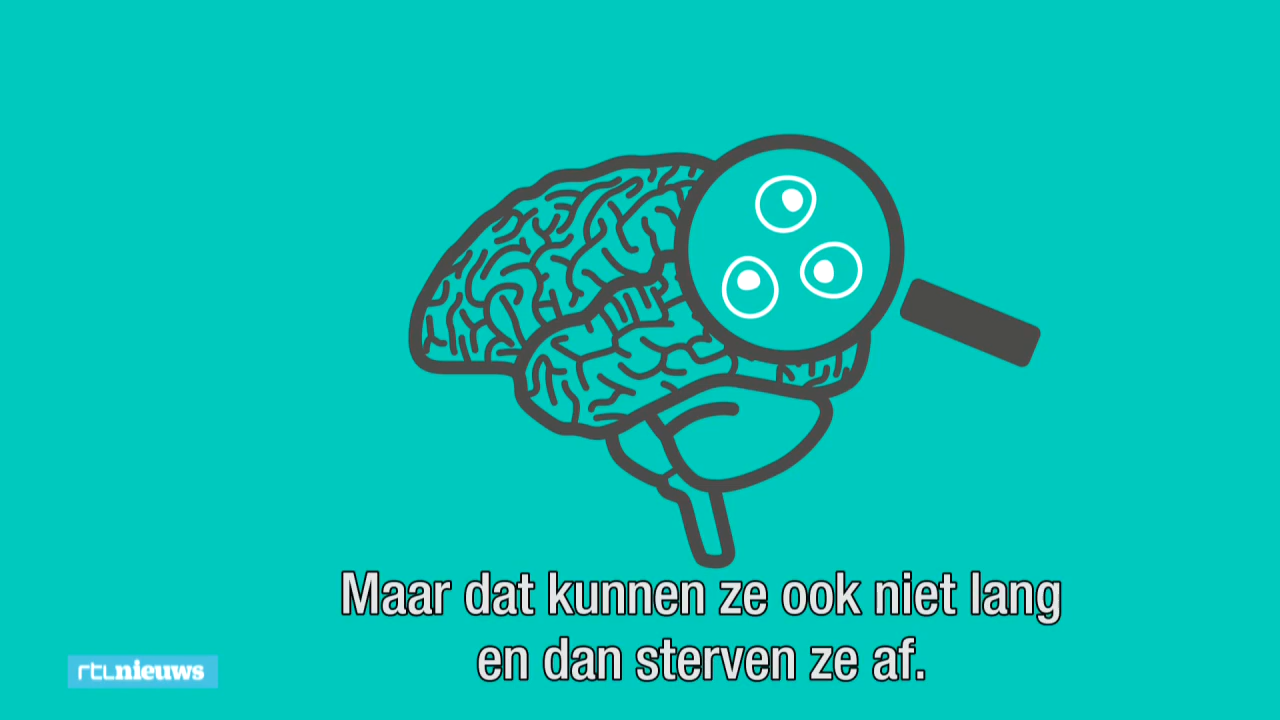 Maar dat kunnen ze ook niet lang
en dan sterven ze af.
rtlnieuws